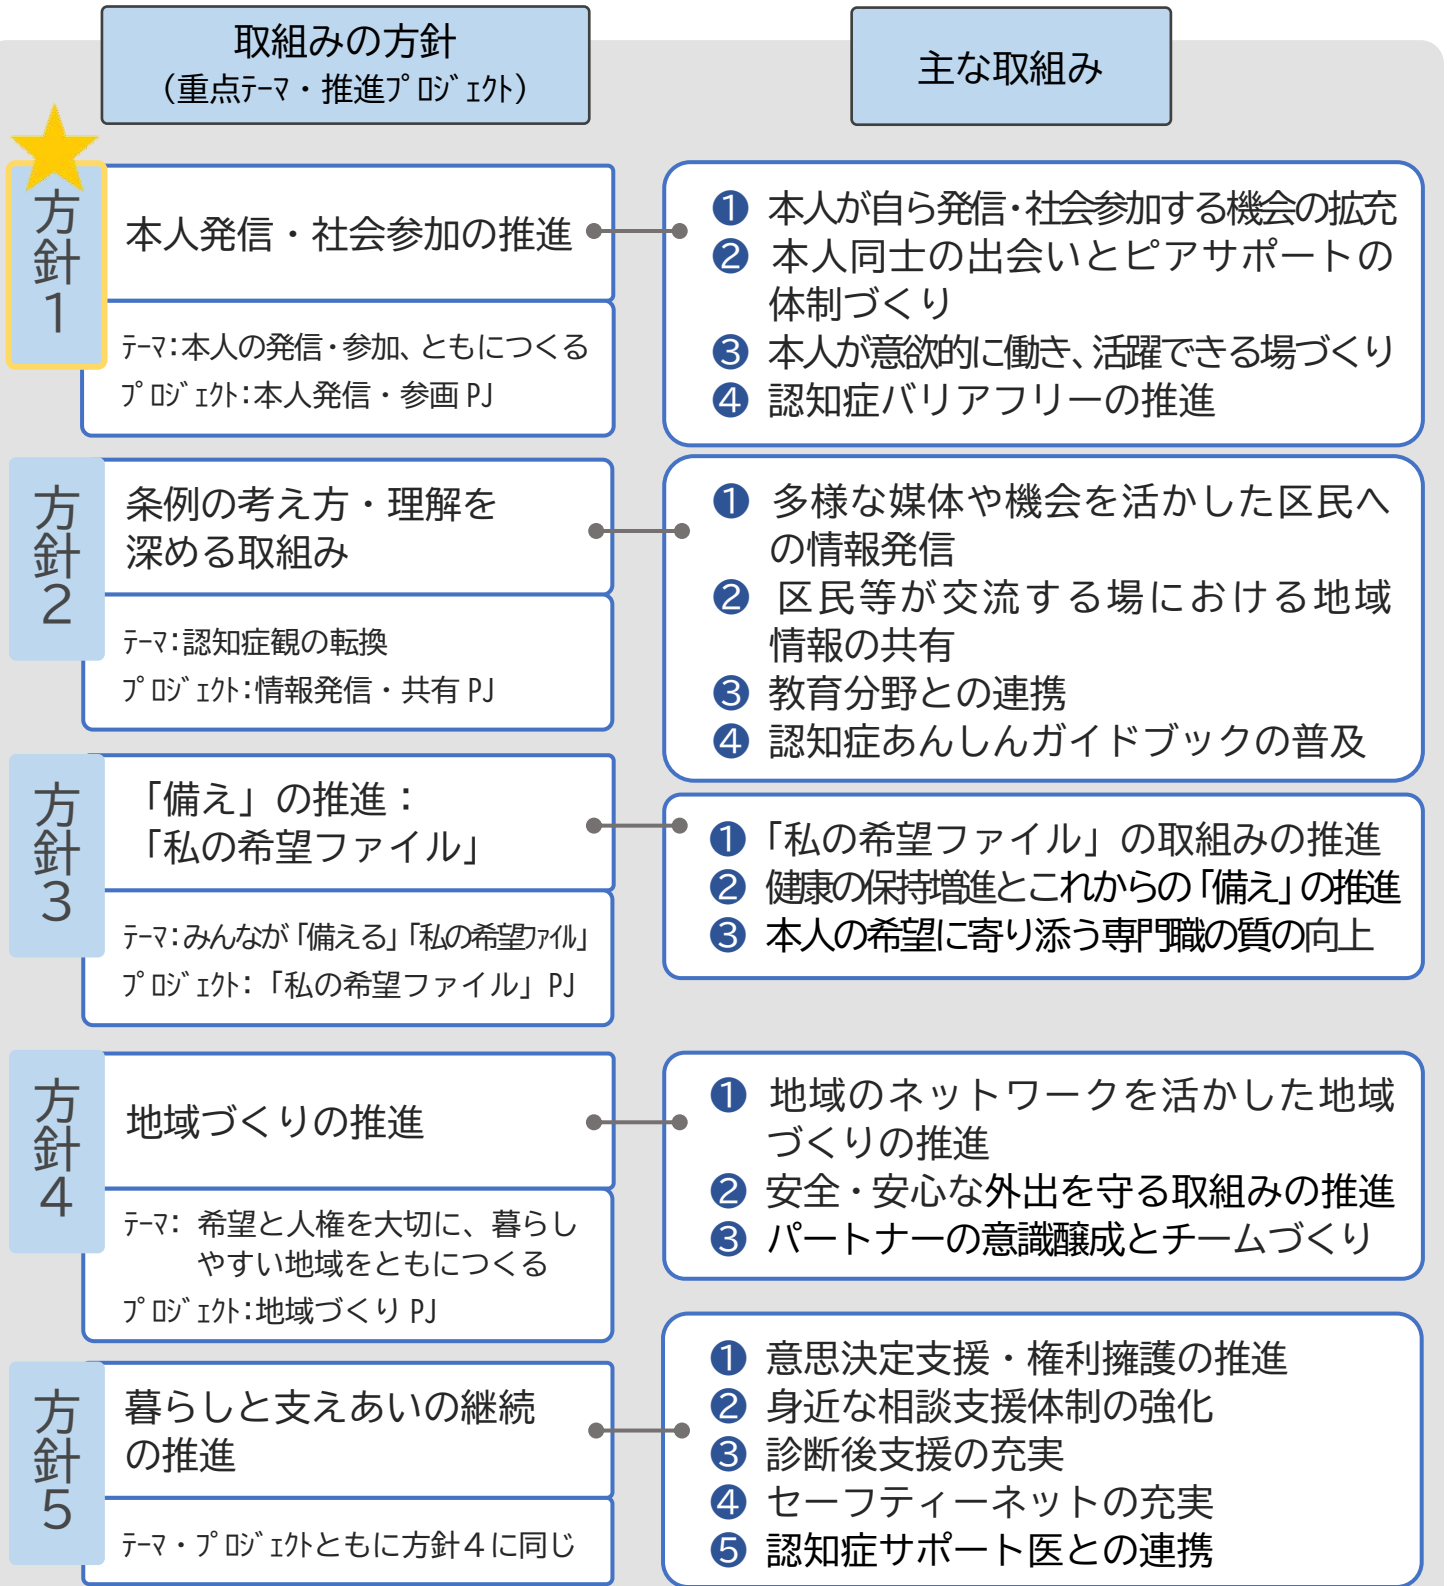 取組みの方針
（重点ﾃｰﾏ・推進ﾌﾟﾛｼﾞｪｸﾄ）
主な取組み
方針1
本人発信・社会参加の推進
ﾃｰﾏ：本人の発信・参加、ともにつくる
ﾌﾟﾛｼﾞｪｸﾄ：本人発信・参画 PJ
❶ 本人が自ら発信・社会参加する機会の拡充
❷ 本人同士の出会いとピアサポートの
体制づくり
❸ 本人が意欲的に働き、活躍できる場づくり
❹ 認知症バリアフリーの推進
方針2
条例の考え方・理解を
深める取組み
ﾃｰﾏ：認知症観の転換
ﾌﾟﾛｼﾞｪｸﾄ：情報発信・共有 PJ
❶ 多様な媒体や機会を活かした区民へ
の情報発信
❷ 区民等が交流する場における地域
情報の共有
❸ 教育分野との連携
❹ 認知症あんしんガイドブックの普及
方針3
「備え」の推進：
「私の希望ファイル」
ﾃｰﾏ：みんなが「備える」「私の希望ﾌｧｲﾙ」
ﾌﾟﾛｼﾞｪｸﾄ：「私の希望ファイル」PJ
❶「私の希望ファイル」の取組みの推進
❷ 健康の保持増進とこれからの「備え」の推進
❸ 本人の希望に寄り添う専門職の質の向上
方針4
地域づくりの推進
ﾃｰﾏ： 希望と人権を大切に、暮らし
やすい地域をともにつくる
ﾌﾟﾛｼﾞｪｸﾄ：地域づくり PJ
❶ 地域のネットワークを活かした地域
づくりの推進
❷ 安全・安心な外出を守る取組みの推進
❸ パートナーの意識醸成とチームづくり
方針5
暮らしと支えあいの継続
の推進
ﾃｰﾏ・ﾌﾟﾛｼﾞｪｸﾄともに方針４に同じ
❶ 意思決定支援・権利擁護の推進
❷ 身近な相談支援体制の強化
❸ 診断後支援の充実
❹ セーフティーネットの充実
❺ 認知症サポート医との連携